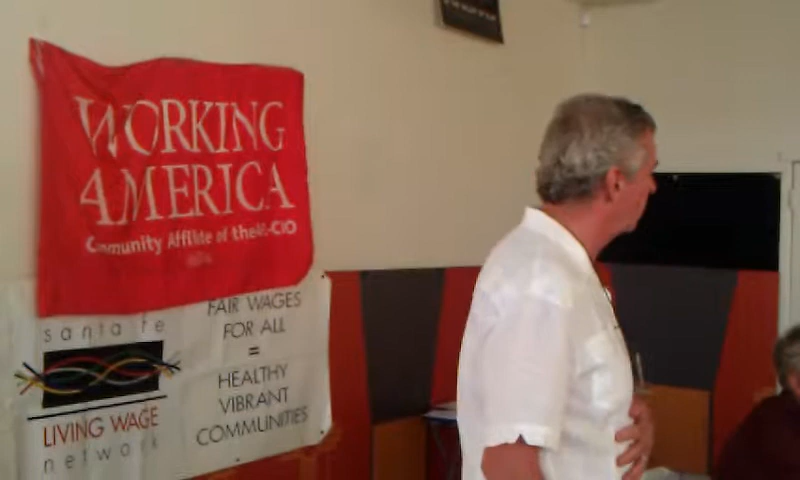 WORKING
AMERICA
Community Affiliate of the AFL-CIO
santa fe
LIVING WAGE
network
FAIR WAGES
FOR ALL
=
HEALTHY
VIBRANT
COMMUNITIES